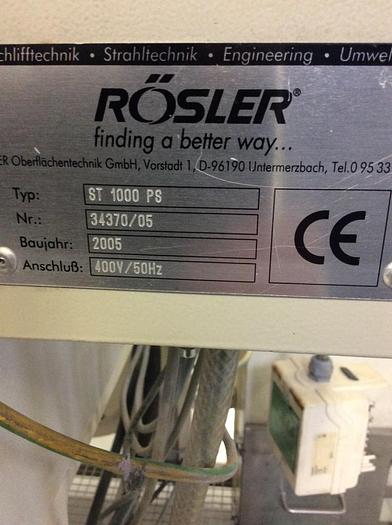 chlifftechnik • Strahltechnik • Engineering • Umwel
RÖSLER®
finding a better way...
ER Oberflächentechnik GmbH, Vorstadt 1, D-96190 Untermerzbach, Tel.0 95 33
Typ: ST 1000 PS
Nr.: 34370/05
Baujahr: 2005
Anschluß: 400V/50Hz
CE